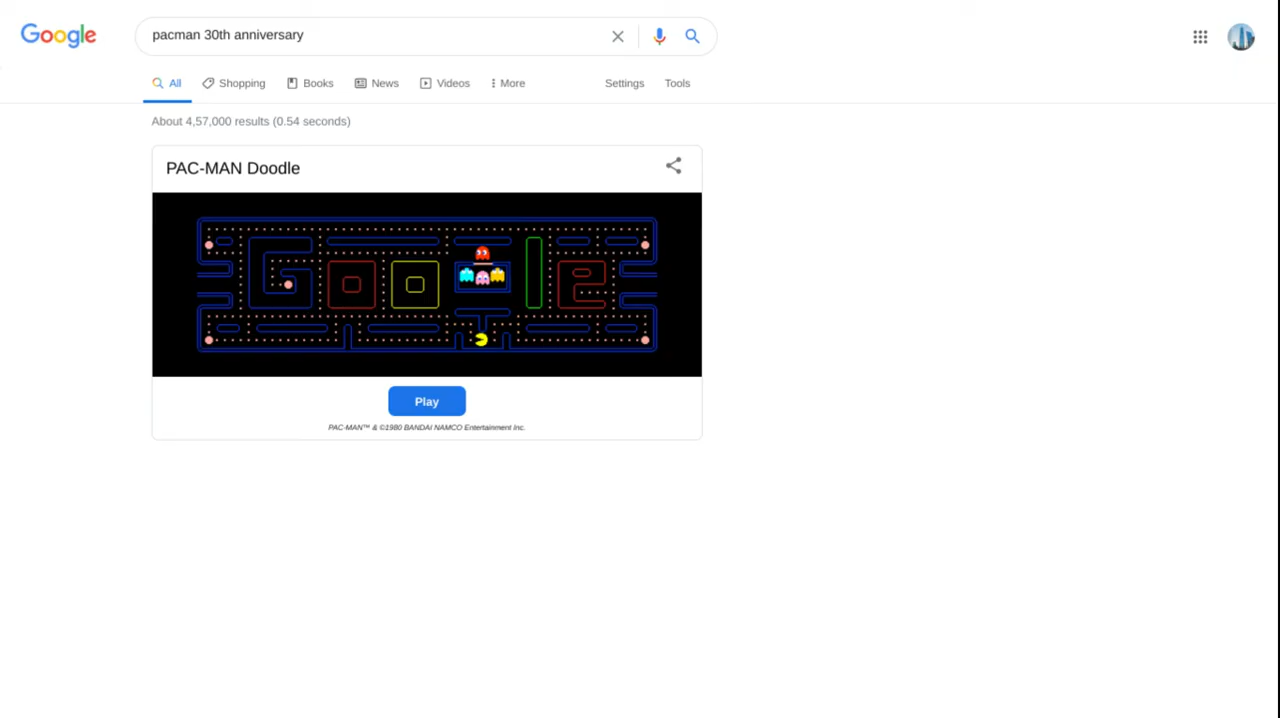 Google
pacman 30th anniversary
All Shopping Books News Videos More Settings Tools
About 4,57,000 results (0.54 seconds)
PAC-MAN Doodle
Google
Play
PAC-MAN™ & ©1980 BANDAI NAMCO Entertainment Inc.